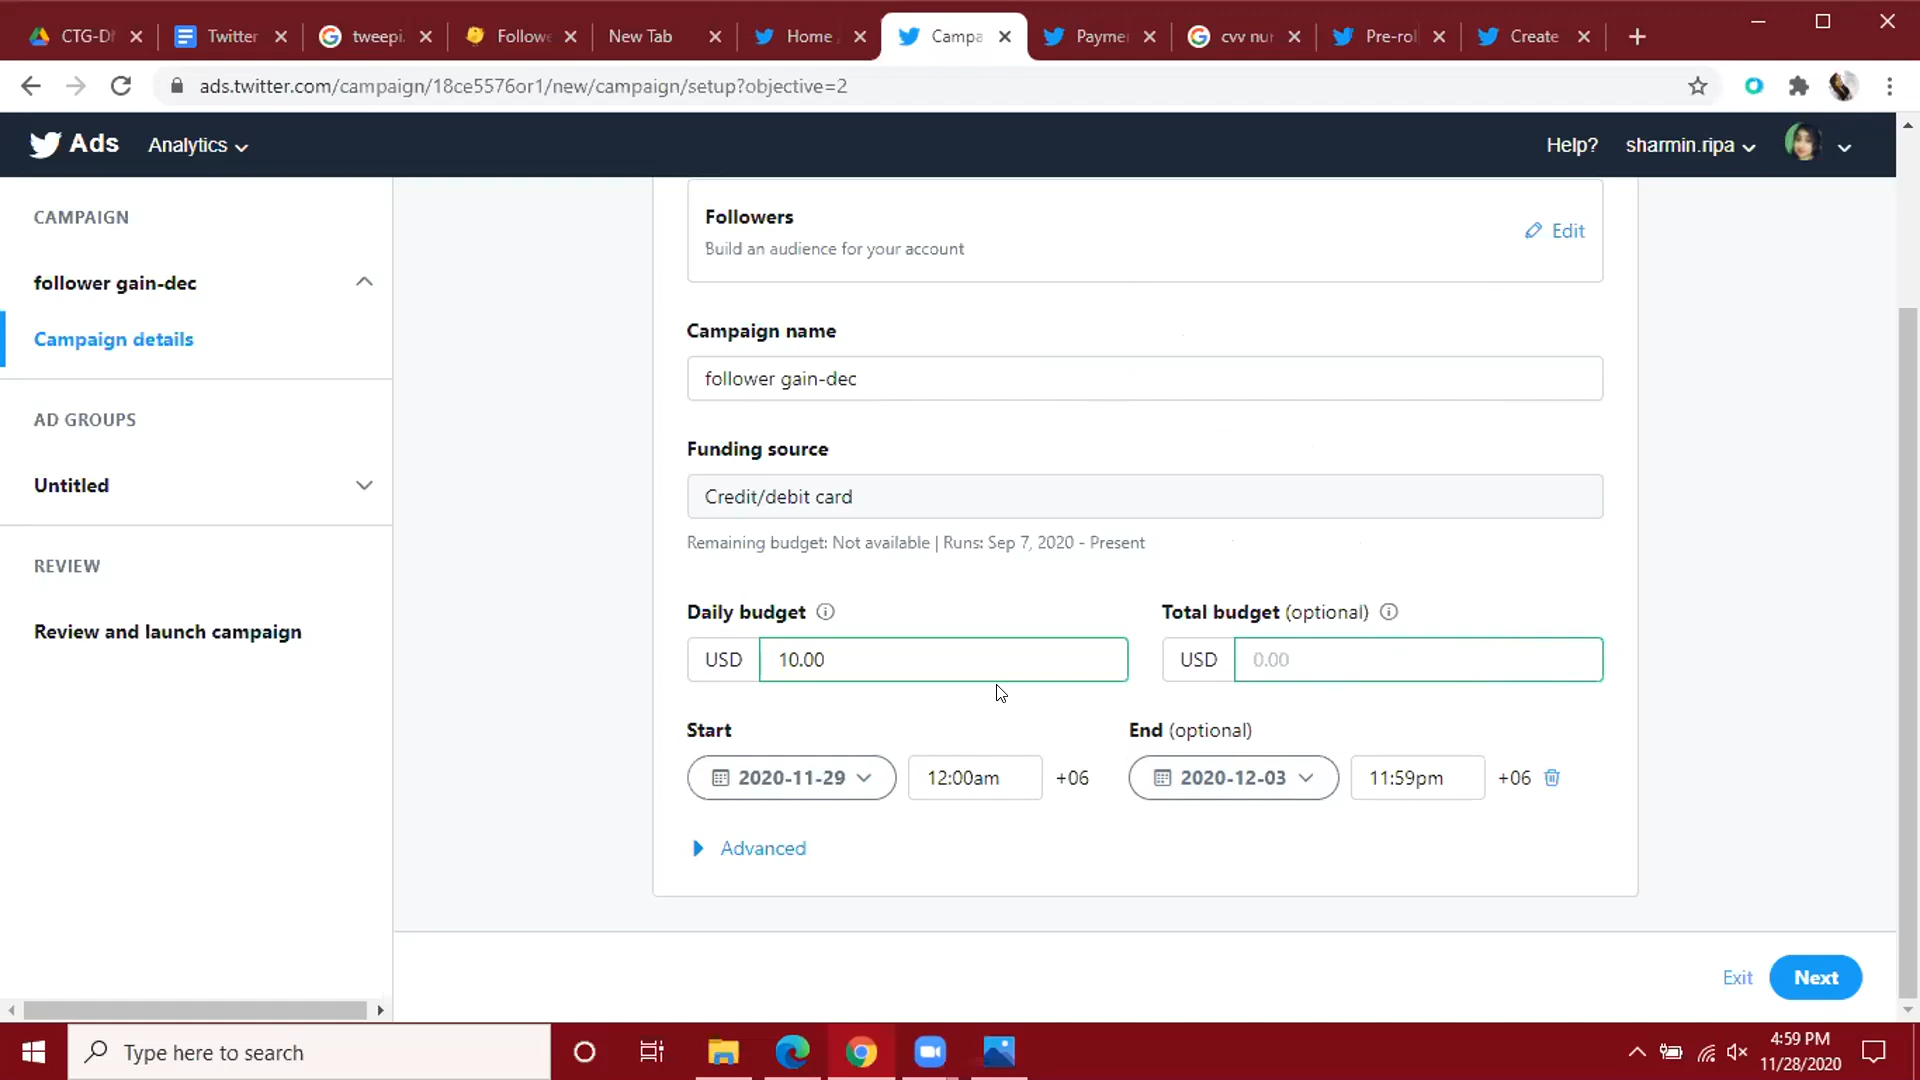 CTG-D
Twitter
tweepi.
Followe
New Tab
Home
Campa
Payme
cvv nur
Pre-rol
Create
ads.twitter.com/campaign/18ce5576or1/new/campaign/setup?objective=2
Ads
Analytics
Help?
sharmin.ripa
CAMPAIGN
follower gain-dec
Campaign details
AD GROUPS
Untitled
REVIEW
Review and launch campaign
Followers
Build an audience for your account
Edit
Campaign name
follower gain-dec
Funding source
Credit/debit card
Remaining budget: Not available | Runs: Sep 7, 2020 - Present
Daily budget
Total budget (optional)
USD 10.00
USD 0.00
Start
End (optional)
2020-11-29 12:00am +06
2020-12-03 11:59pm +06
Advanced
Exit
Next
Type here to search
4:59 PM
11/28/2020